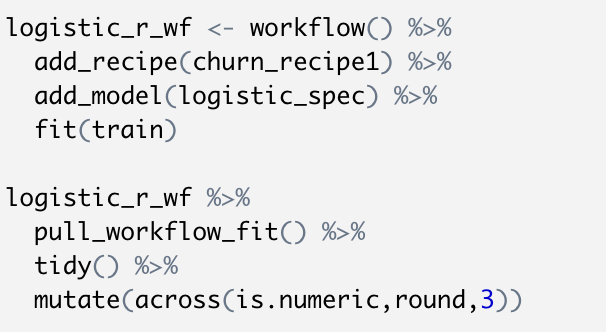 logistic_r_wf <- workflow() %>%
  add_recipe(churn_recipe1) %>%
  add_model(logistic_spec) %>%
  fit(train)

logistic_r_wf %>%
  pull_workflow_fit() %>%
  tidy() %>%
  mutate(across(is.numeric,round,3))